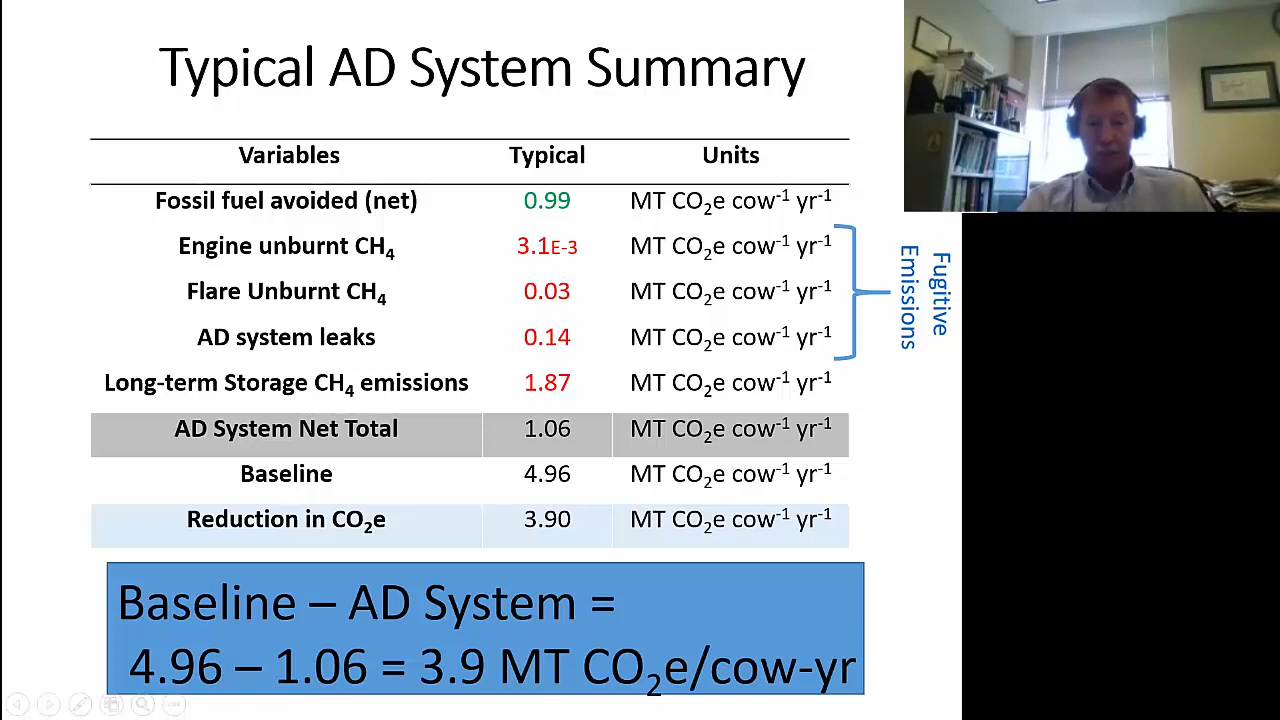 Typical AD System Summary
Variables Typical Units
Fossil fuel avoided (net) 0.99 MT CO₂e cow⁻¹ yr⁻¹
Engine unburnt CH₄ 3.1E-3 MT CO₂e cow⁻¹ yr⁻¹
Flare Unburnt CH₄ 0.03 MT CO₂e cow⁻¹ yr⁻¹
AD system leaks 0.14 MT CO₂e cow⁻¹ yr⁻¹
Long-term Storage CH₄ emissions 1.87 MT CO₂e cow⁻¹ yr⁻¹
AD System Net Total 1.06 MT CO₂e cow⁻¹ yr⁻¹
Baseline 4.96 MT CO₂e cow⁻¹ yr⁻¹
Reduction in CO₂e 3.90 MT CO₂e cow⁻¹ yr⁻¹
Fugitive
Emissions
Baseline – AD System =
4.96 – 1.06 = 3.9 MT CO₂e/cow-yr